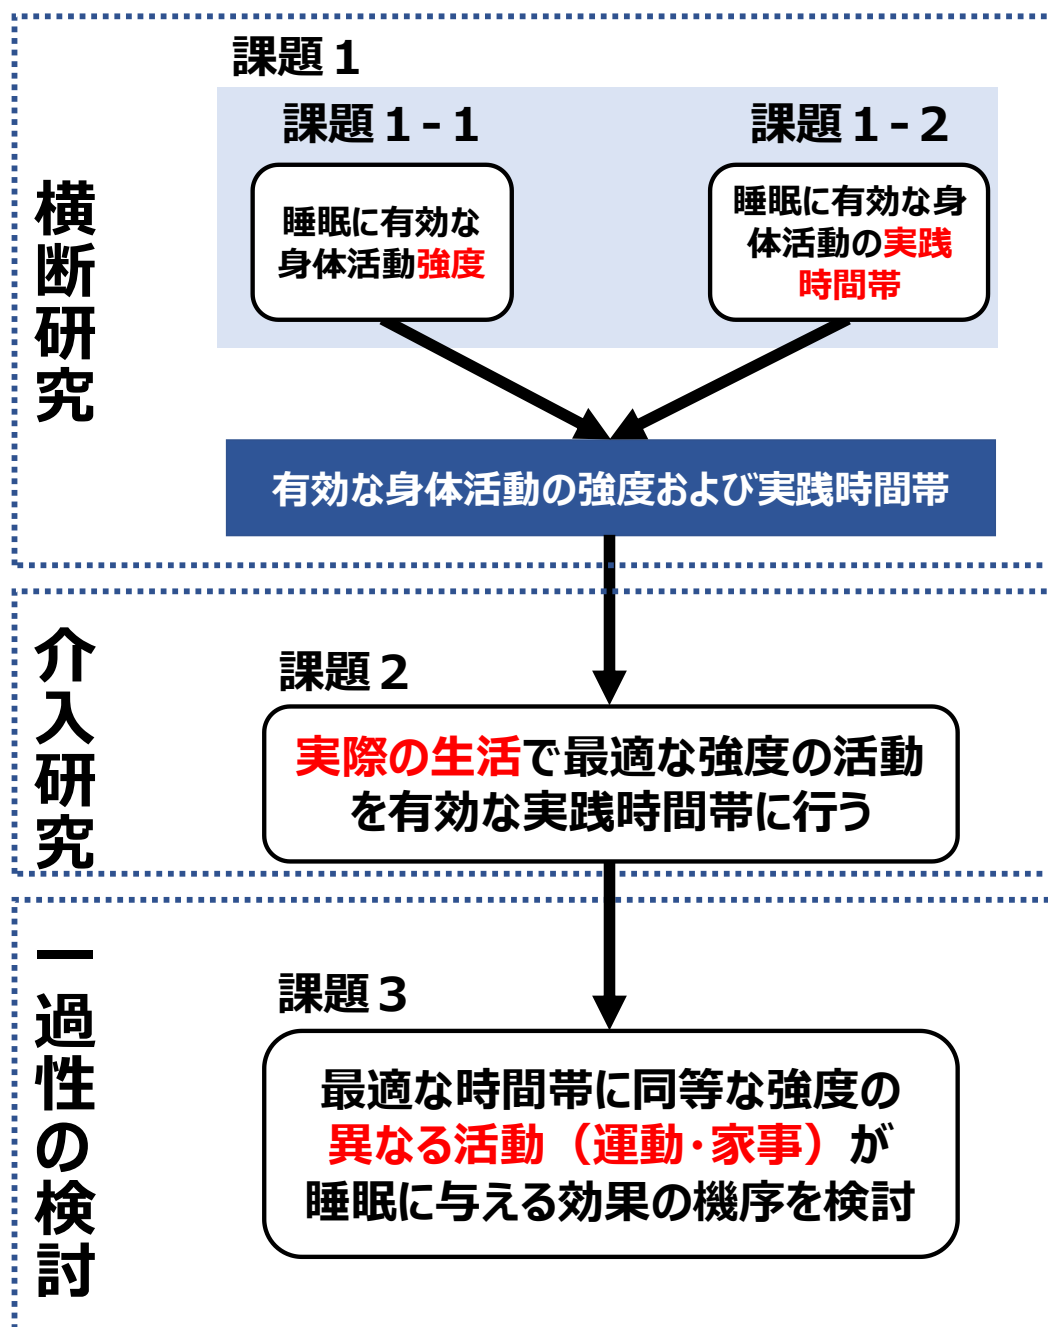 横断研究
課題１
課題１-１
睡眠に有効な
身体活動強度
課題１-２
睡眠に有効な身
体活動の実践
時間帯
有効な身体活動の強度および実践時間帯
介入研究
課題２
実際の生活で最適な強度の活動
を有効な実践時間帯に行う
一過性の検討
課題３
最適な時間帯に同等な強度の
異なる活動（運動･家事）が
睡眠に与える効果の機序を検討